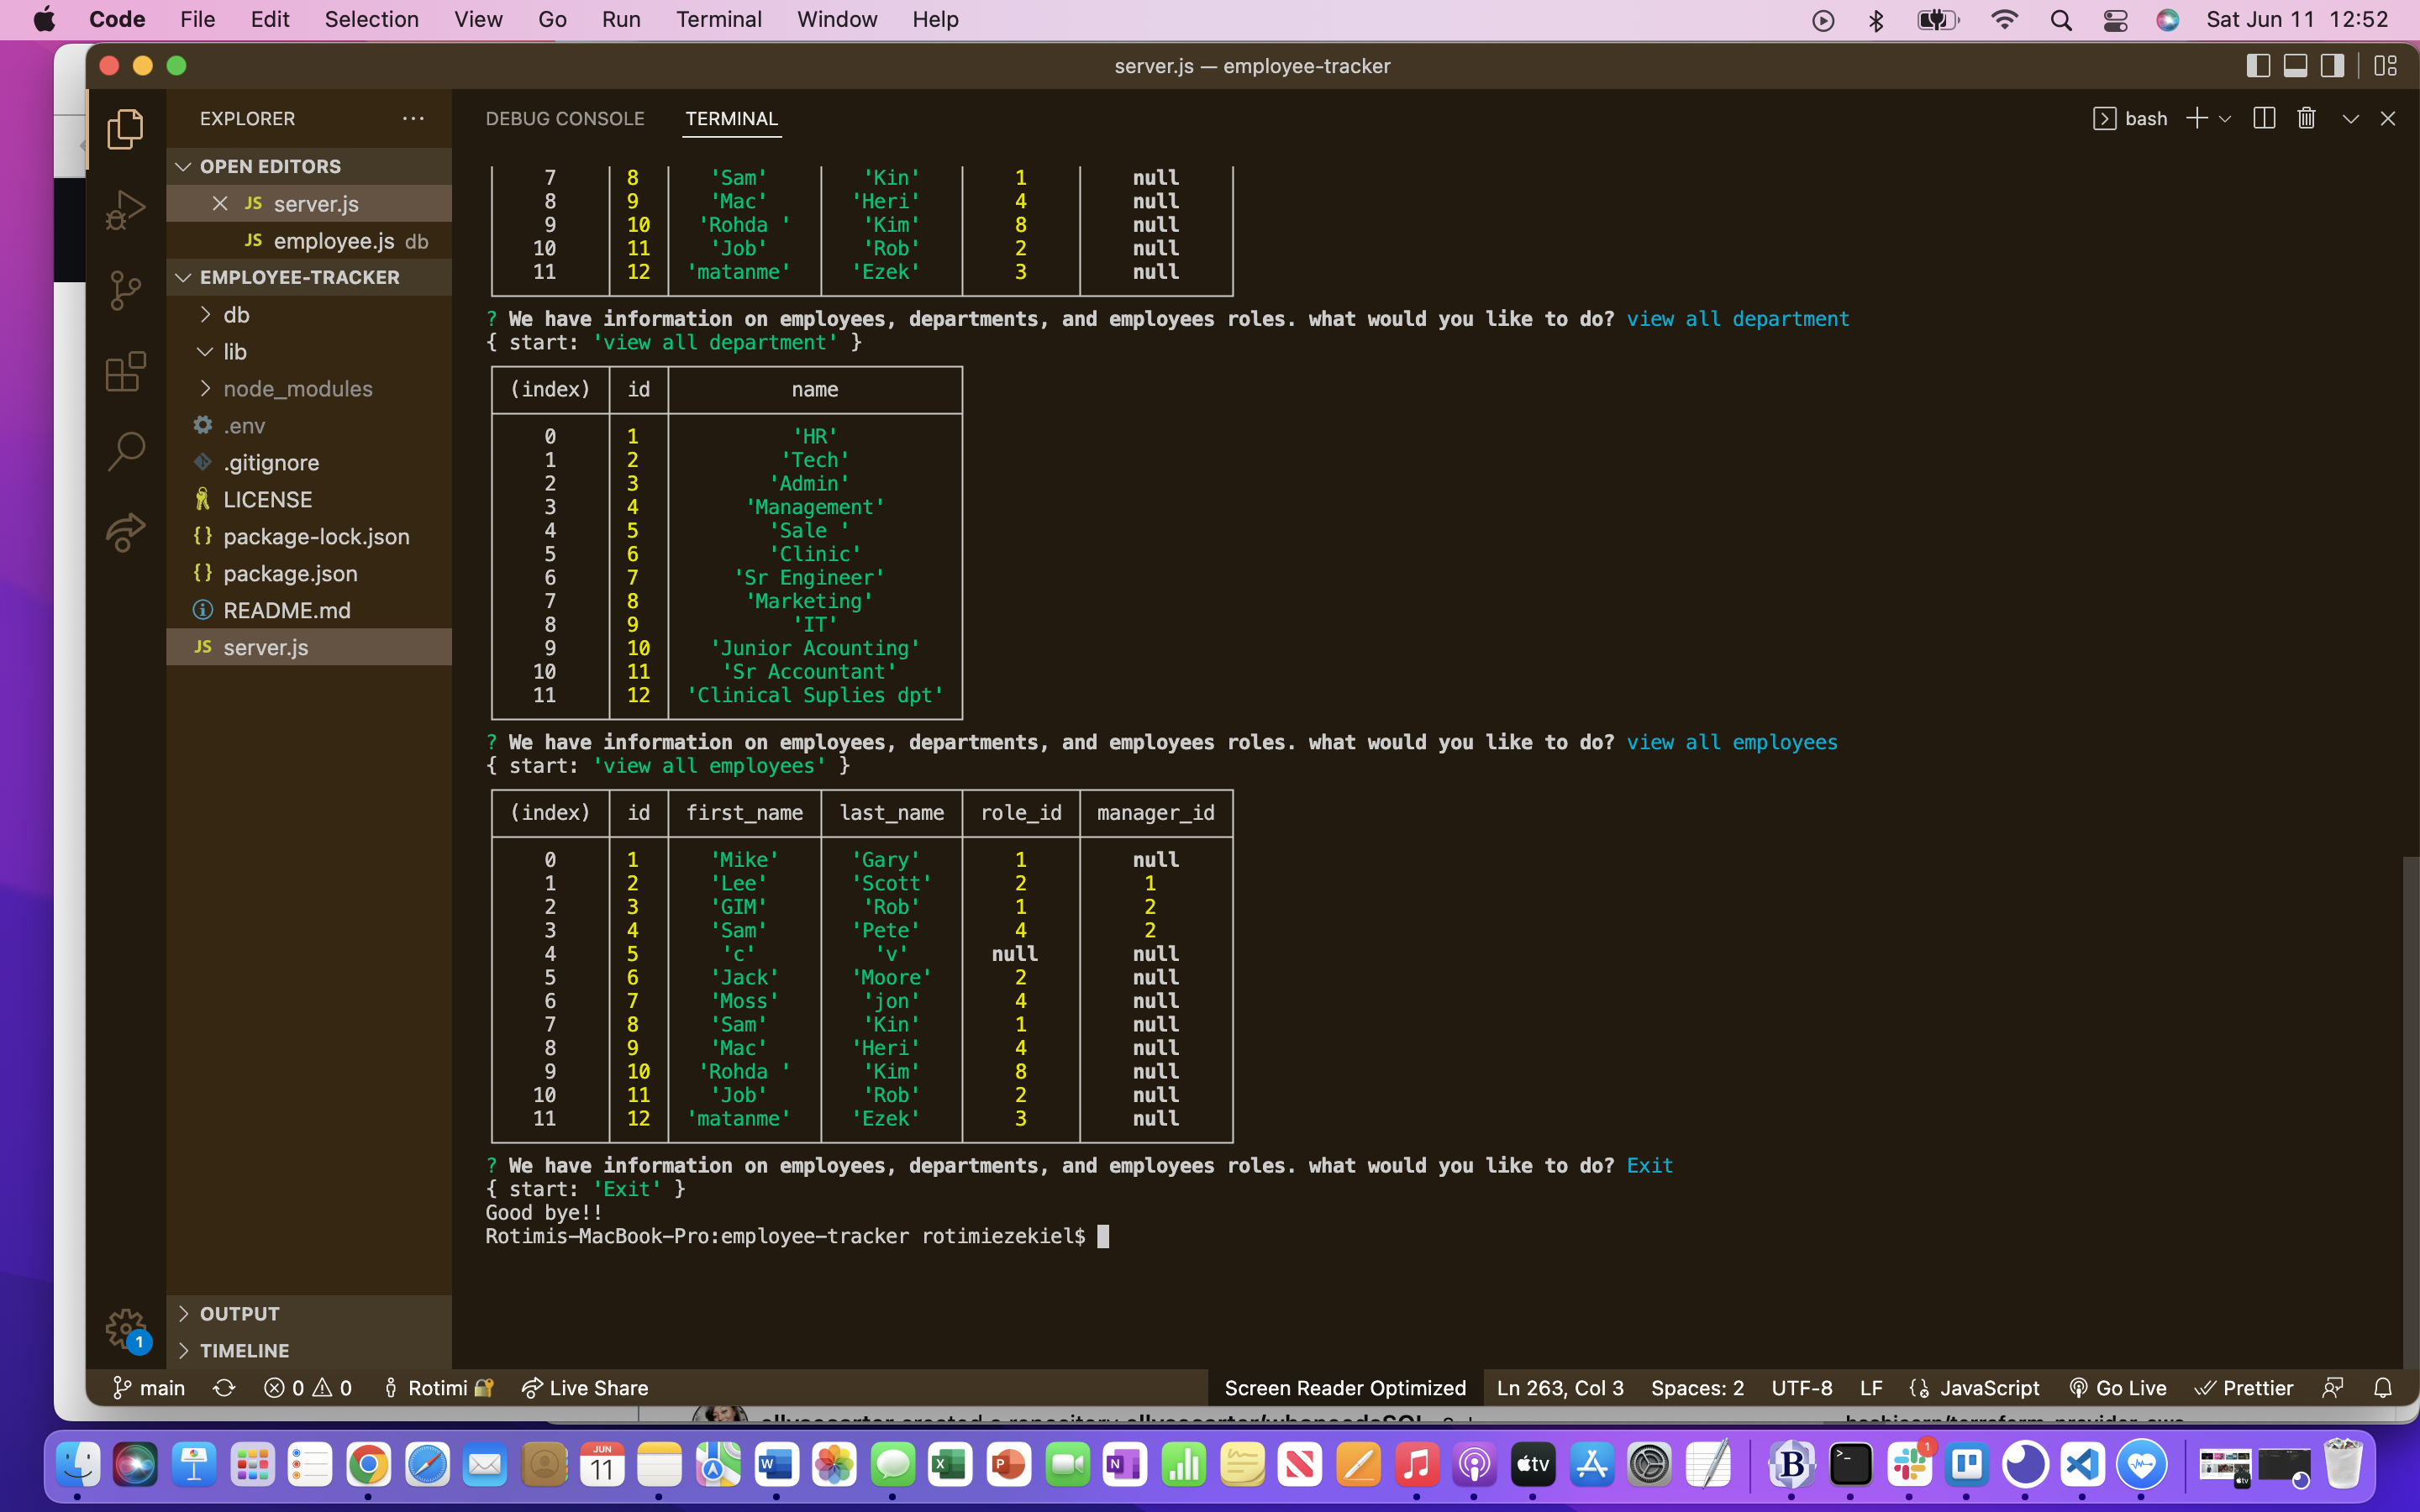 Code File Edit Selection View Go Run Terminal Window Help Sat Jun 11 12:52
server.js — employee-tracker
EXPLORER
OPEN EDITORS
JS server.js
JS employee.js db
EMPLOYEE-TRACKER
db
lib
node_modules
.env
.gitignore
LICENSE
{} package-lock.json
{} package.json
README.md
JS server.js
OUTPUT
TIMELINE
1
DEBUG CONSOLE TERMINAL bash
7 8 'Sam' 'Kin' 1 null
8 9 'Mac' 'Heri' 4 null
9 10 'Rohda ' 'Kim' 8 null
10 11 'Job' 'Rob' 2 null
11 12 'matanme' 'Ezek' 3 null
? We have information on employees, departments, and employees roles. what would you like to do? view all department
{ start: 'view all department' }
(index) id name
0 1 'HR'
1 2 'Tech'
2 3 'Admin'
3 4 'Management'
4 5 'Sale '
5 6 'Clinic'
6 7 'Sr Engineer'
7 8 'Marketing'
8 9 'IT'
9 10 'Junior Acounting'
10 11 'Sr Accountant'
11 12 'Clinical Suplies dpt'
? We have information on employees, departments, and employees roles. what would you like to do? view all employees
{ start: 'view all employees' }
(index) id first_name last_name role_id manager_id
0 1 'Mike' 'Gary' 1 null
1 2 'Lee' 'Scott' 2 1
2 3 'GIM' 'Rob' 1 2
3 4 'Sam' 'Pete' 4 2
4 5 'c' 'v' null null
5 6 'Jack' 'Moore' 2 null
6 7 'Moss' 'jon' 4 null
7 8 'Sam' 'Kin' 1 null
8 9 'Mac' 'Heri' 4 null
9 10 'Rohda ' 'Kim' 8 null
10 11 'Job' 'Rob' 2 null
11 12 'matanme' 'Ezek' 3 null
? We have information on employees, departments, and employees roles. what would you like to do? Exit
{ start: 'Exit' }
Good bye!!
Rotimis-MacBook-Pro:employee-tracker rotimiezekiel$
main 0 0 Rotimi Live Share Screen Reader Optimized Ln 263, Col 3 Spaces: 2 UTF-8 LF JavaScript Go Live Prettier
JUN
11
tv
1